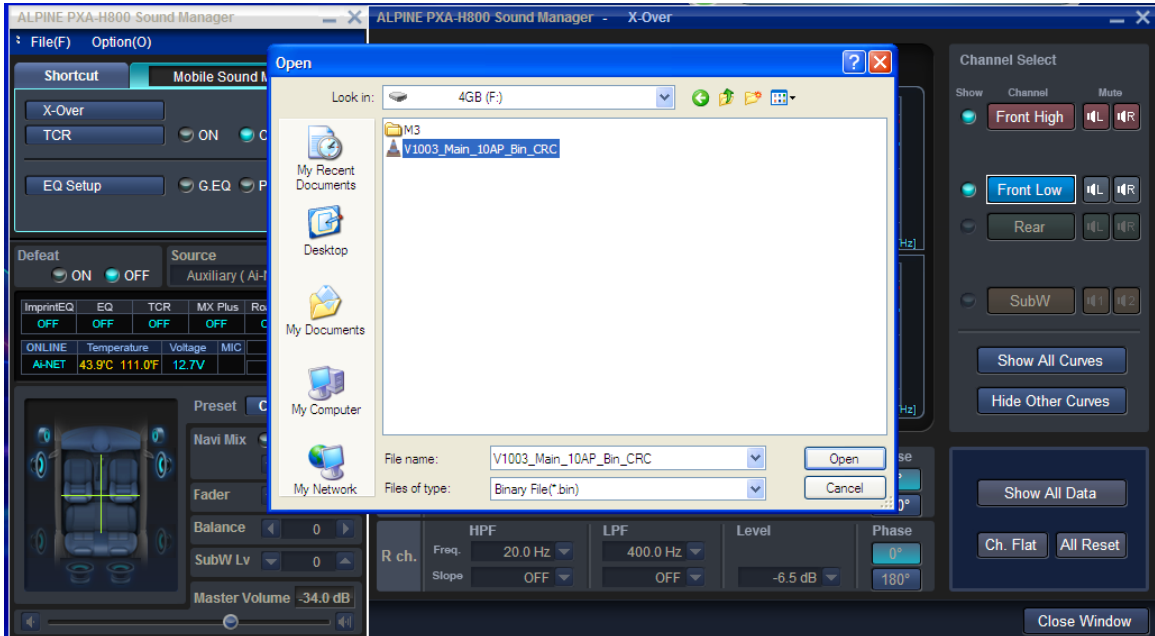 ALPINE PXA-H800 Sound Manager
File(F) Option(O)
Shortcut Mobile Sound M
X-Over
TCR ON
EQ Setup G.EQ P
Defeat Source
ON OFF Auxiliary ( Ai-N
ImprintEQ EQ TCR MX Plus Ro
OFF OFF OFF OFF
ONLINE Temperature Voltage MIC
Ai-NET 43.9°C 111.0°F 12.7V
Preset C
Navi Mix
Fader
Balance 0
SubW Lv 0
Master Volume -34.0 dB
ALPINE PXA-H800 Sound Manager - X-Over
Open
Look in: 4GB (F:)
M3
V1003_Main_10AP_Bin_CRC
My Recent
Documents
Desktop
My Documents
My Computer
My Network
File name: V1003_Main_10AP_Bin_CRC Open
Files of type: Binary File(*.bin) Cancel
Hz]
Hz]
se
0°
HPF LPF Level Phase
R ch. Freq. 20.0 Hz 400.0 Hz 0°
Slope OFF OFF -6.5 dB 180°
Channel Select
Show Channel Mute
Front High L R
Front Low L R
Rear L R
SubW 1 2
Show All Curves
Hide Other Curves
Show All Data
Ch. Flat All Reset
Close Window